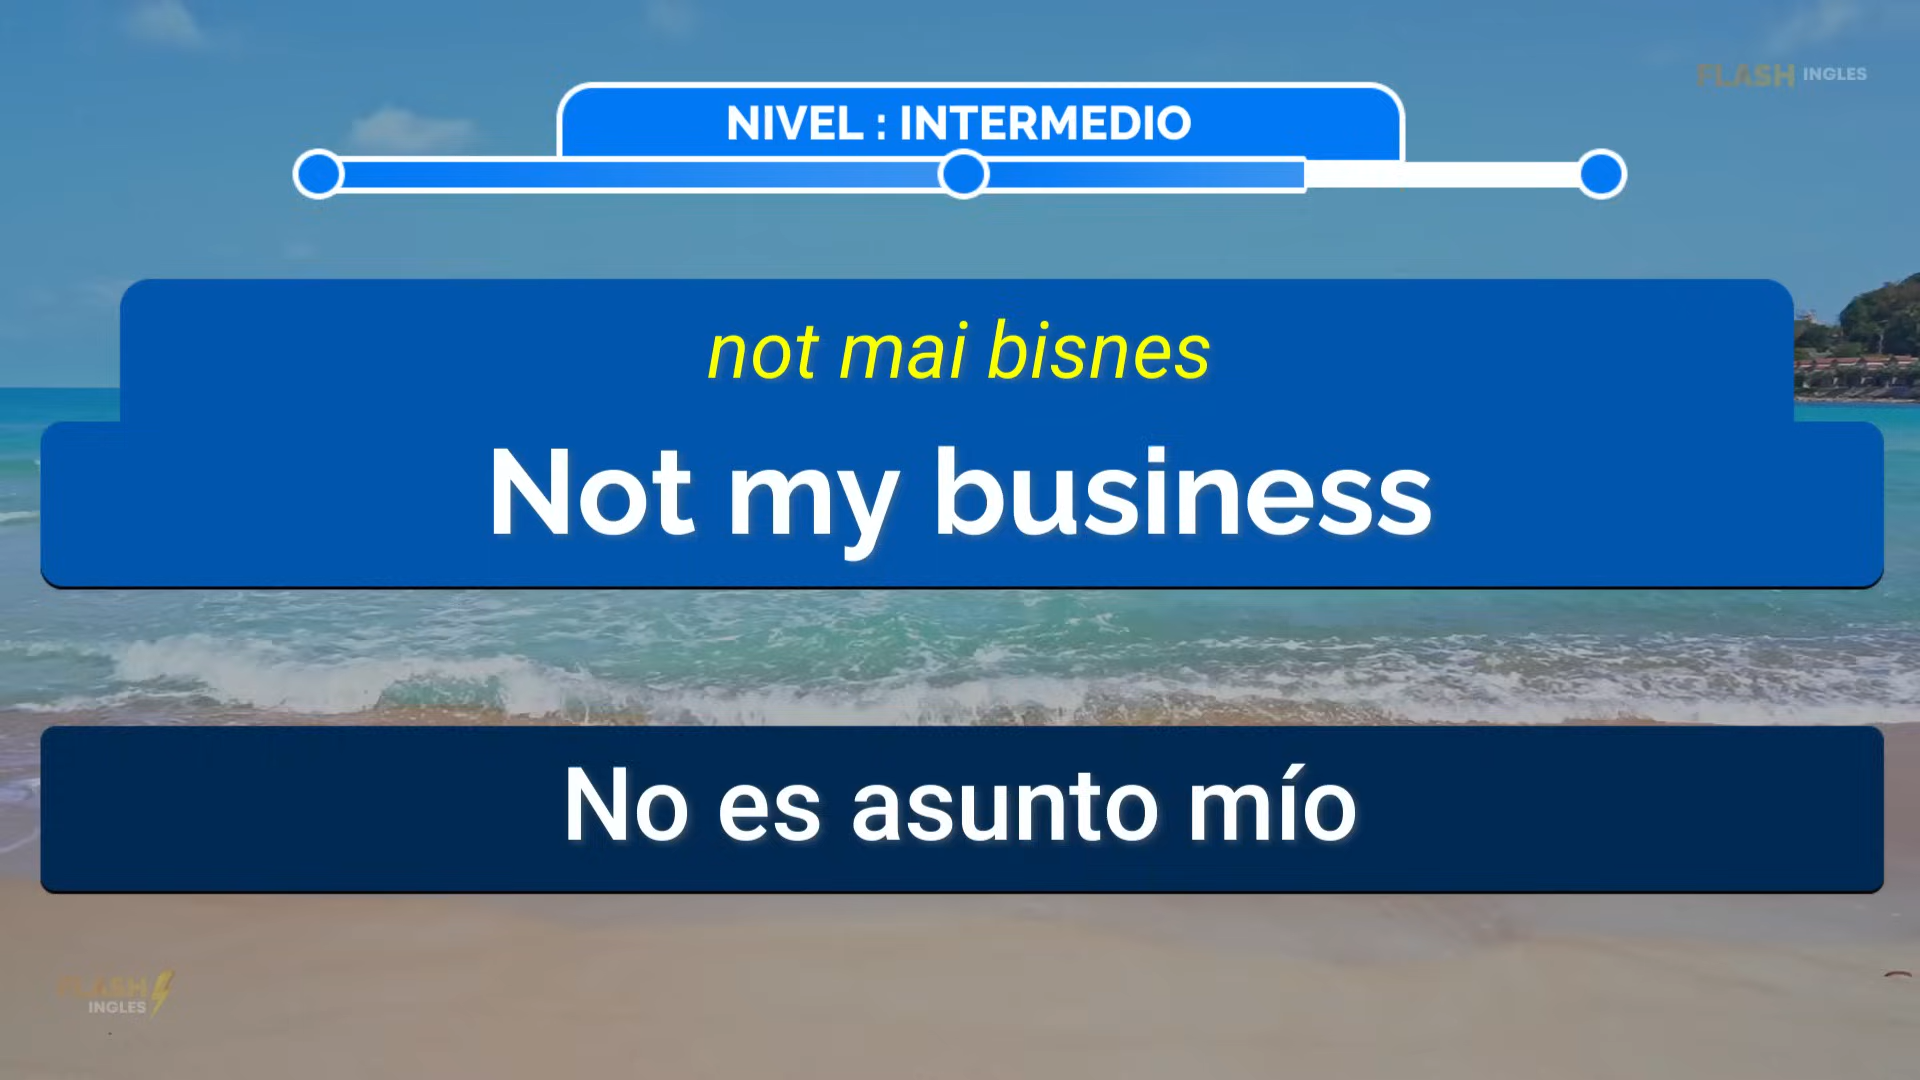 FLASH INGLES
NIVEL : INTERMEDIO
not mai bisnes
Not my business
No es asunto mío
FLASH
INGLES